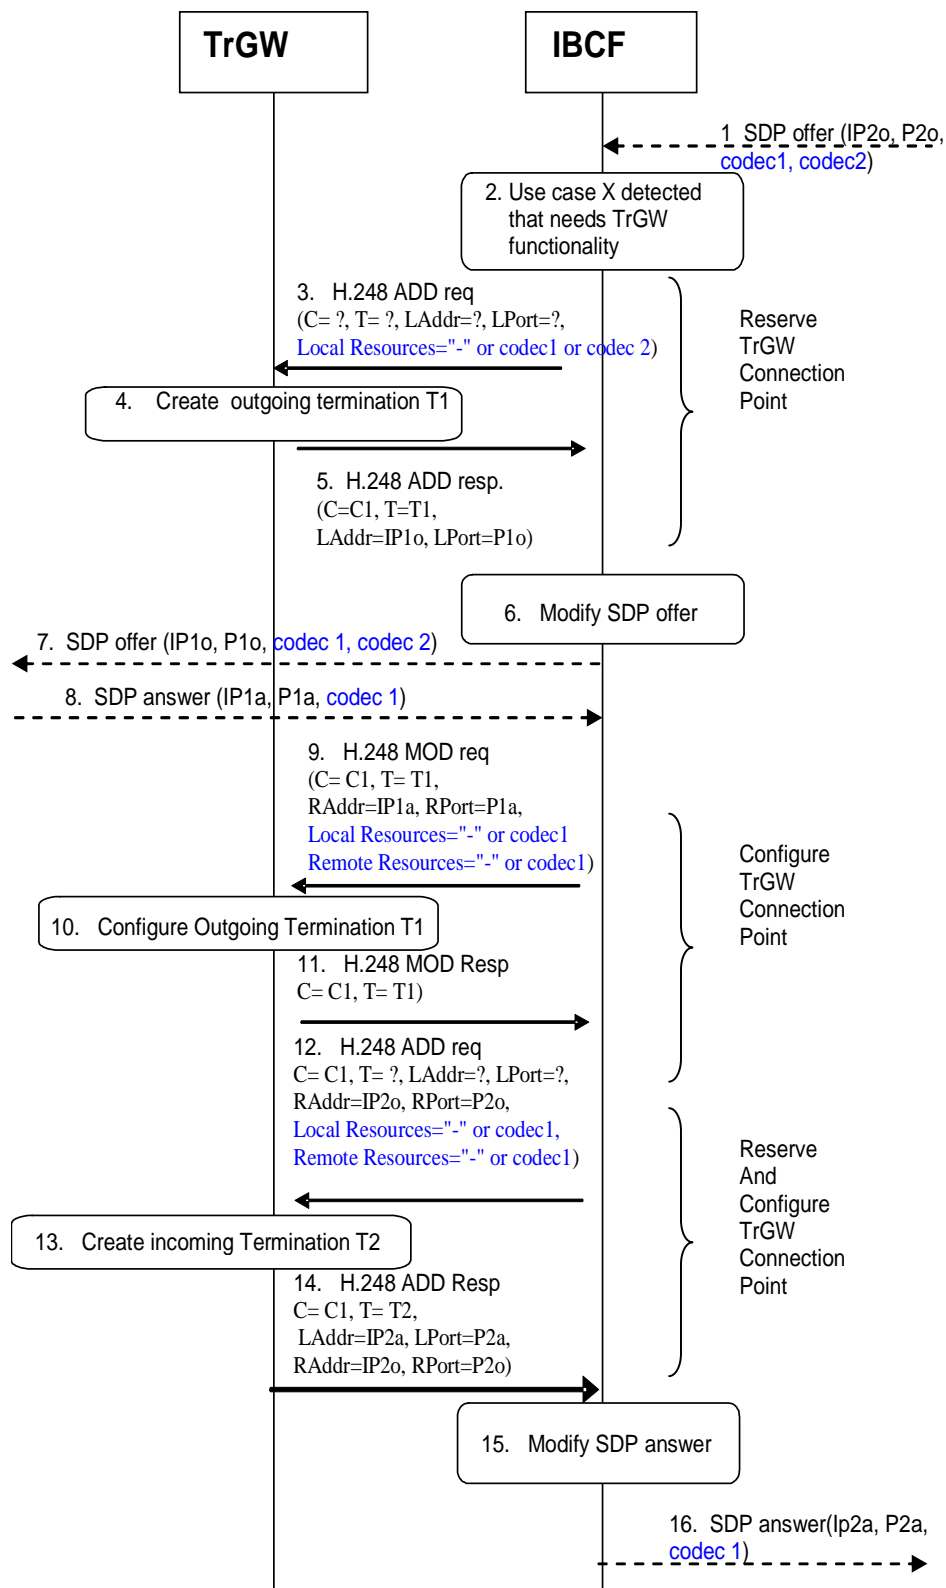 TrGW
IBCF
1 SDP offer (IP2o, P2o,
codec1, codec2)
2. Use case X detected
that needs TrGW
functionality
3. H.248 ADD req
(C= ?, T= ?, LAddr=?, LPort=?,
Local Resources="-" or codec1 or codec 2)
Reserve
TrGW
Connection
Point
4. Create outgoing termination T1
5. H.248 ADD resp.
(C=C1, T=T1,
LAddr=IP1o, LPort=P1o)
6. Modify SDP offer
7. SDP offer (IP1o, P1o, codec 1, codec 2)
8. SDP answer (IP1a, P1a, codec 1)
9. H.248 MOD req
(C= C1, T= T1,
RAddr=IP1a, RPort=P1a,
Local Resources="-" or codec1
Remote Resources="-" or codec1)
Configure
TrGW
Connection
Point
10. Configure Outgoing Termination T1
11. H.248 MOD Resp
C= C1, T= T1)
12. H.248 ADD req
C= C1, T= ?, LAddr=?, LPort=?,
RAddr=IP2o, RPort=P2o,
Local Resources="-" or codec1,
Remote Resources="-" or codec1)
Reserve
And
Configure
TrGW
Connection
Point
13. Create incoming Termination T2
14. H.248 ADD Resp
C= C1, T= T2,
LAddr=IP2a, LPort=P2a,
RAddr=IP2o, RPort=P2o)
15. Modify SDP answer
16. SDP answer(Ip2a, P2a,
codec 1)